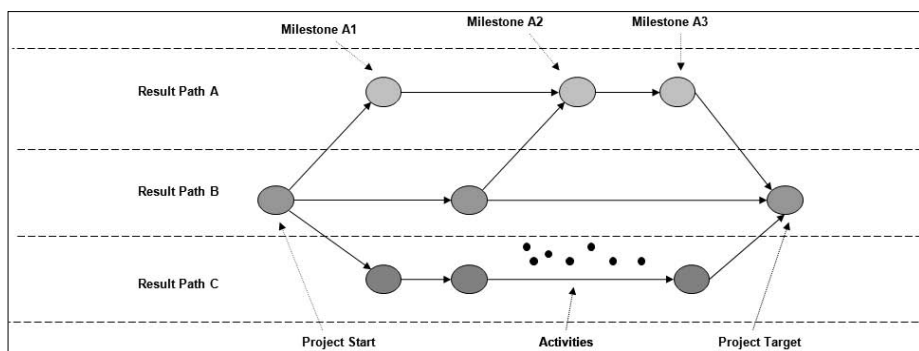 Milestone A1
Milestone A2
Milestone A3
Result Path A
Result Path B
Result Path C
Project Start
Activities
Project Target